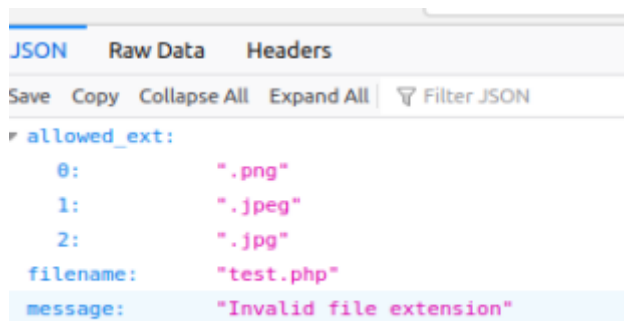 JSON Raw Data Headers
Save Copy Collapse All Expand All Filter JSON
allowed_ext:
0: ".png"
1: ".jpeg"
2: ".jpg"
filename: "test.php"
message: "Invalid file extension"